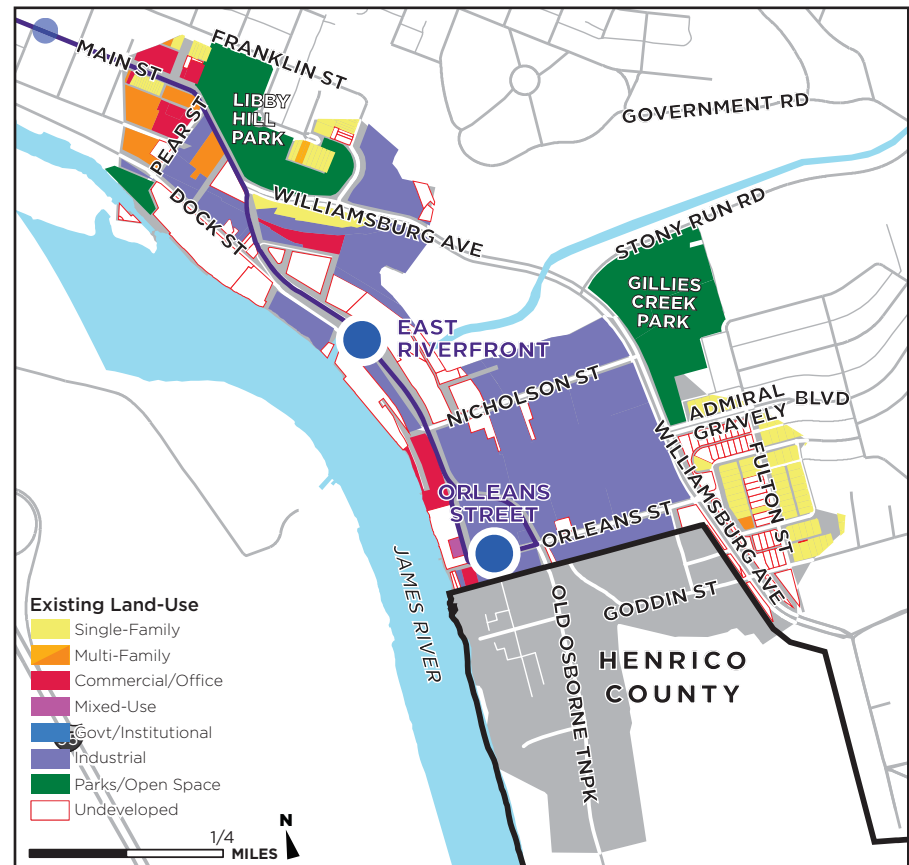 MAIN ST
FRANKLIN ST
LIBBY
HILL
PARK
GOVERNMENT RD
PEAR ST
DOCK ST
WILLIAMSBURG AVE
STONY RUN RD
GILLIES
CREEK
PARK
EAST
RIVERFRONT
NICHOLSON ST
ADMIRAL
GRAVELY BLVD
WILLIAMSBURG AVE
FULTON ST
ORLEANS
STREET
ORLEANS ST
JAMES RIVER
GODDIN ST
OLD OSBORNE TNPK
HENRICO
COUNTY
Existing Land-Use
Single-Family
Multi-Family
Commercial/Office
Mixed-Use
Govt/Institutional
Industrial
Parks/Open Space
Undeveloped
1/4
MILES
N